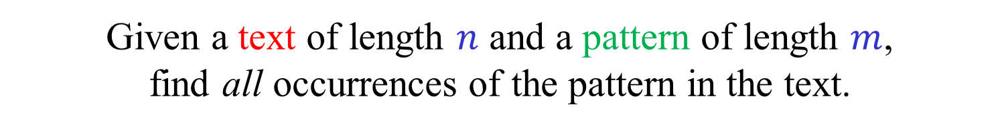 Given a text of length n and a pattern of length m,
find all occurrences of the pattern in the text.